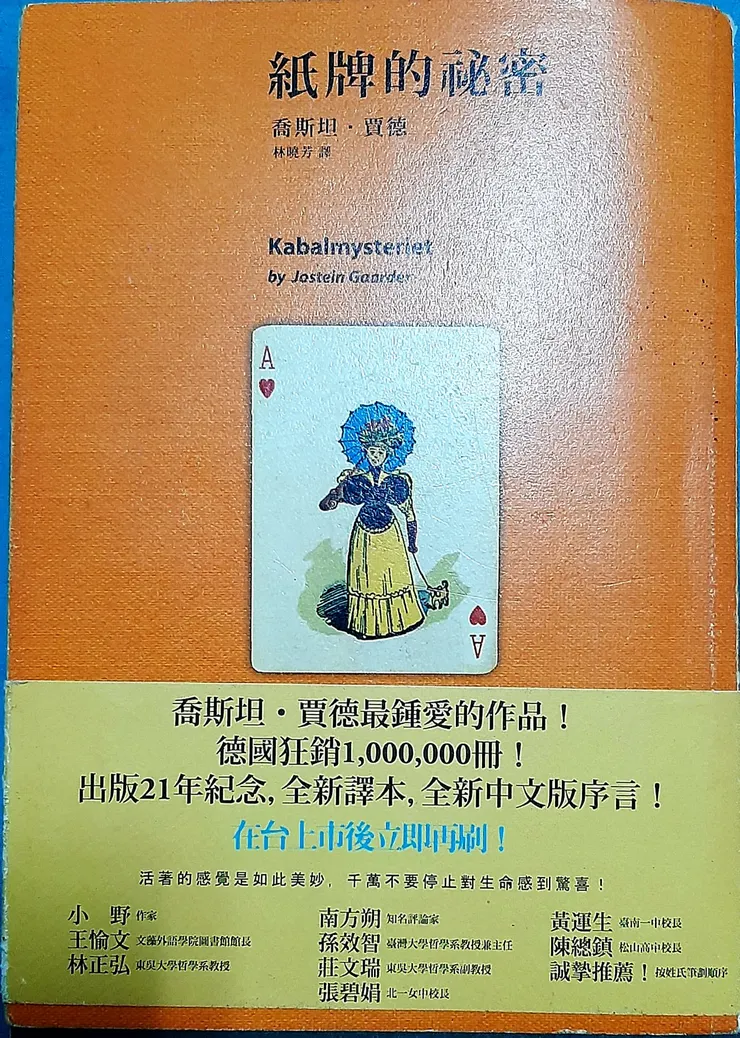 紙牌的祕密
喬斯坦・賈德
林曉芳 譯
Kabalmysteriet
by Jostein Gaarder
A
A
喬斯坦・賈德最鍾愛的作品！
德國狂銷1,000,000冊！
出版21年紀念, 全新譯本, 全新中文版序言！
在台上市後立即再刷！
活著的感覺是如此美妙, 千萬不要停止對生命感到驚喜！
小　野 作家
王愉文 文藻外語學院圖書館館長
林正弘 東吳大學哲學系教授
南方朔 知名評論家
孫效智 臺灣大學哲學系教授兼主任
莊文瑞 東吳大學哲學系副教授
張碧娟 北一女中校長
黃運生 臺南一中校長
陳總鎮 松山高中校長
誠摯推薦！ 按姓氏筆劃順序